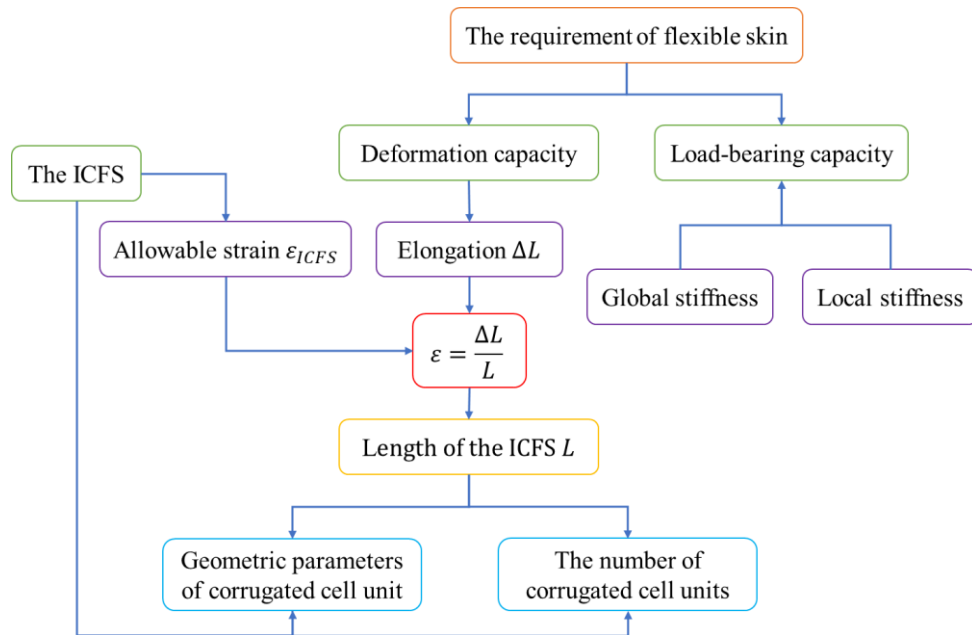 The requirement of flexible skin
Deformation capacity
Load-bearing capacity
The ICFS
Allowable strain εICFS
Elongation ΔL
Global stiffness
Local stiffness
ε = ΔL/L
Length of the ICFS L
Geometric parameters
of corrugated cell unit
The number of
corrugated cell units